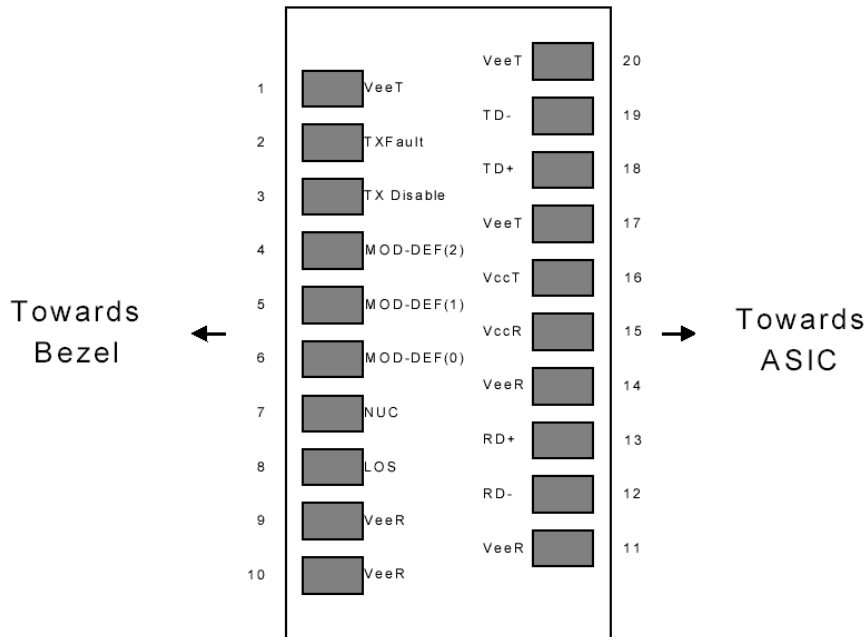 VeeT 20
1 VeeT
TD- 19
2 TXFault
TD+ 18
3 TX Disable
VeeT 17
4 MOD-DEF(2)
VccT 16
5 MOD-DEF(1)
VccR 15
Towards
Bezel
Towards
ASIC
6 MOD-DEF(0)
VeeR 14
7 NUC
RD+ 13
8 LOS
RD- 12
9 VeeR
VeeR 11
10 VeeR